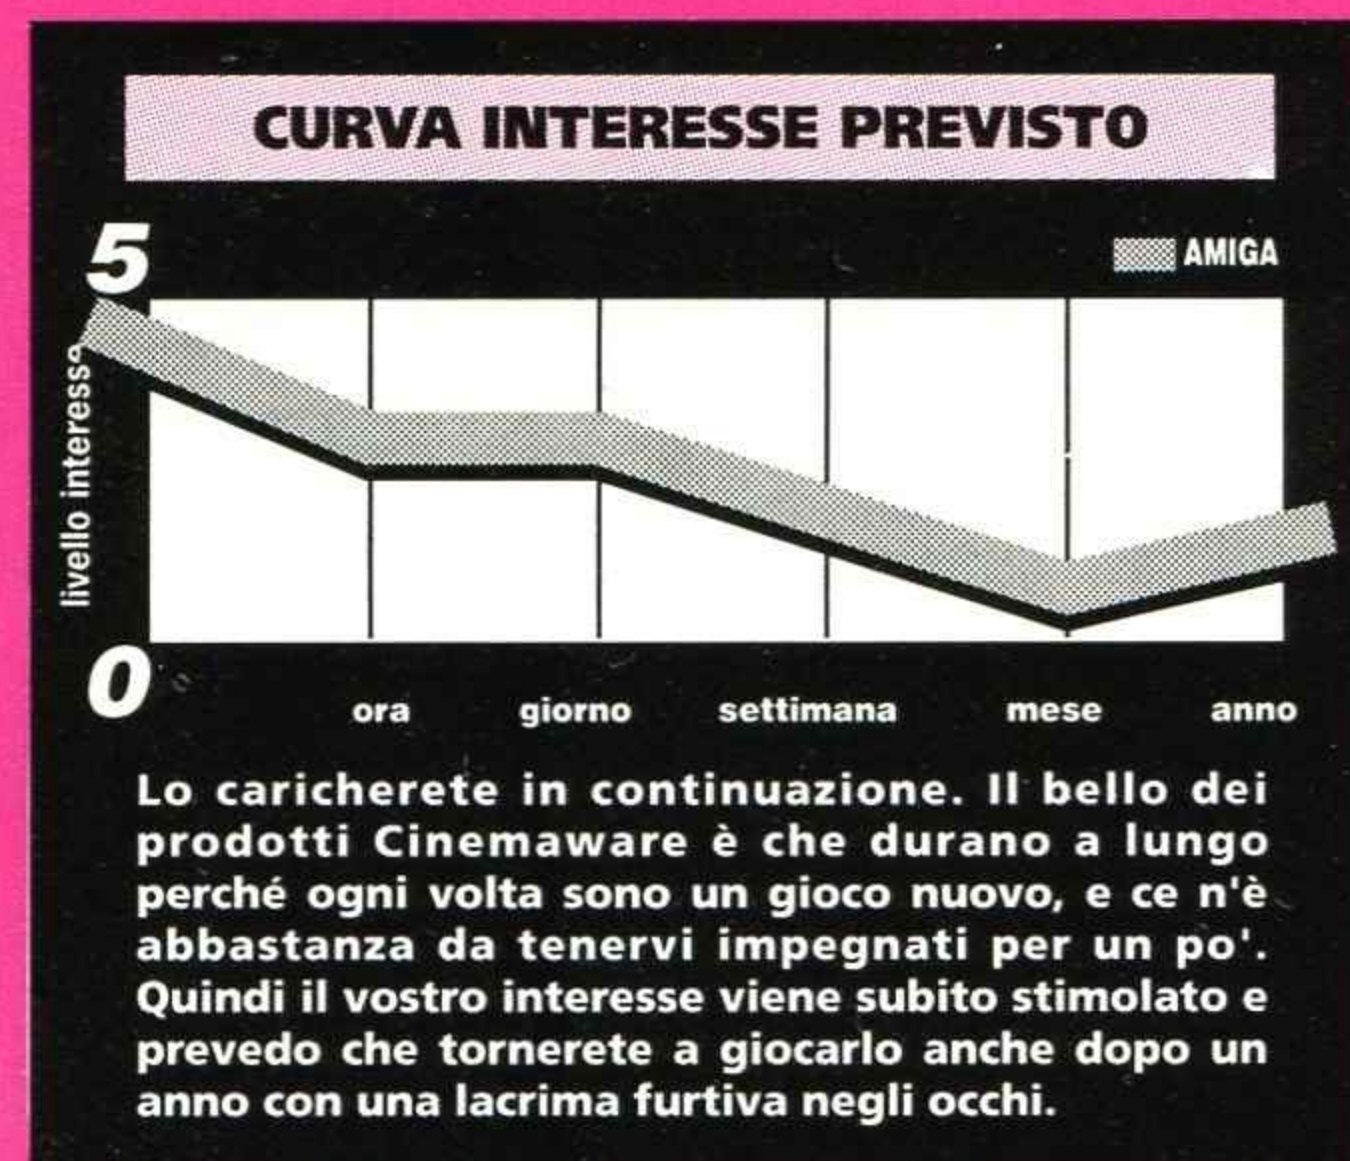 CURVA INTERESSE PREVISTO
5
AMIGA
livello interesse
0
ora giorno settimana mese anno
Lo caricherete in continuazione. Il bello dei
prodotti Cinemaware è che durano a lungo
perché ogni volta sono un gioco nuovo, e ce n'è
abbastanza da tenervi impegnati per un po'.
Quindi il vostro interesse viene subito stimolato e
prevedo che tornerete a giocarlo anche dopo un
anno con una lacrima furtiva negli occhi.